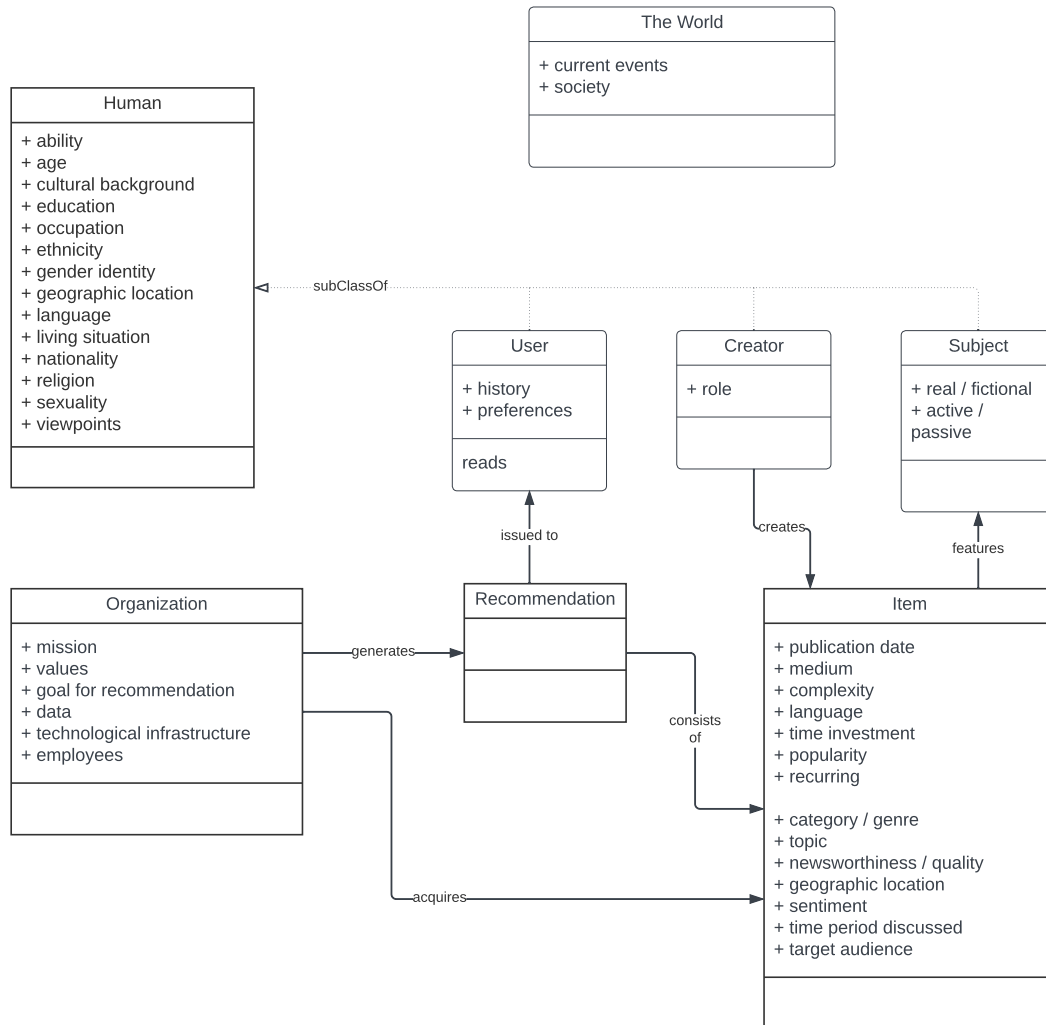 The World
+ current events
+ society
Human
+ ability
+ age
+ cultural background
+ education
+ occupation
+ ethnicity
+ gender identity
+ geographic location
+ language
+ living situation
+ nationality
+ religion
+ sexuality
+ viewpoints
subClassOf
User
+ history
+ preferences
reads
Creator
+ role
Subject
+ real / fictional
+ active /
passive
issued to
creates
features
Organization
+ mission
+ values
+ goal for recommendation
+ data
+ technological infrastructure
+ employees
generates
Recommendation
consists
of
acquires
Item
+ publication date
+ medium
+ complexity
+ language
+ time investment
+ popularity
+ recurring
+ category / genre
+ topic
+ newsworthiness / quality
+ geographic location
+ sentiment
+ time period discussed
+ target audience